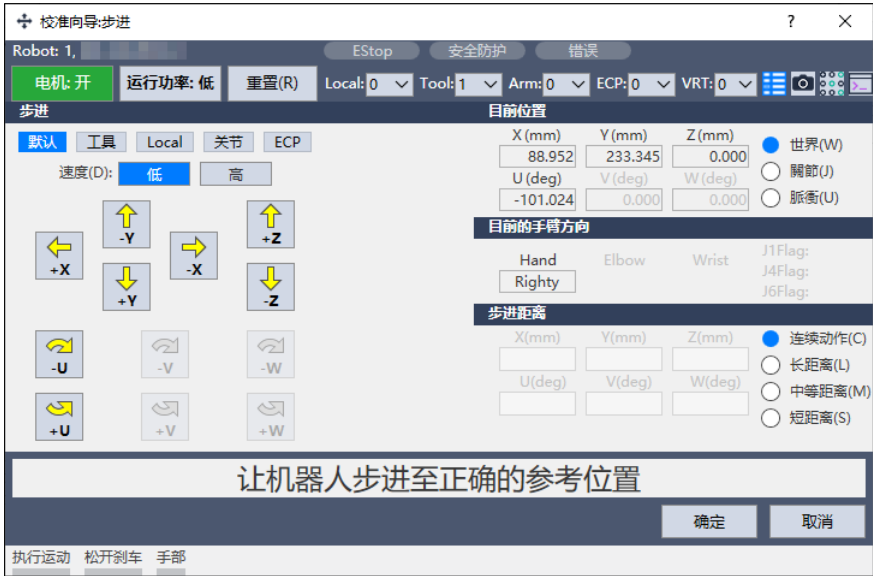 校准向导:步进
Robot: 1,
EStop 安全防护 错误
电机: 开 运行功率: 低 重置(R) Local: 0 Tool: 1 Arm: 0 ECP: 0 VRT: 0
步进 目前位置
默认 工具 Local 关节 ECP
速度(D): 低 高
-Y +Z
+X -X
+Y -Z
-U -V -W
+U +V +W
X (mm) Y (mm) Z (mm)
88.952 233.345 0.000
U (deg) V (deg) W (deg)
-101.024 0.000 0.000
世界(W)
關節(J)
脈衝(U)
目前的手臂方向
Hand Elbow Wrist
Righty
J1Flag:
J4Flag:
J6Flag:
步进距离
X(mm) Y(mm) Z(mm)
U(deg) V(deg) W(deg)
连续动作(C)
长距离(L)
中等距离(M)
短距离(S)
让机器人步进至正确的参考位置
确定 取消
执行运动 松开刹车 手部